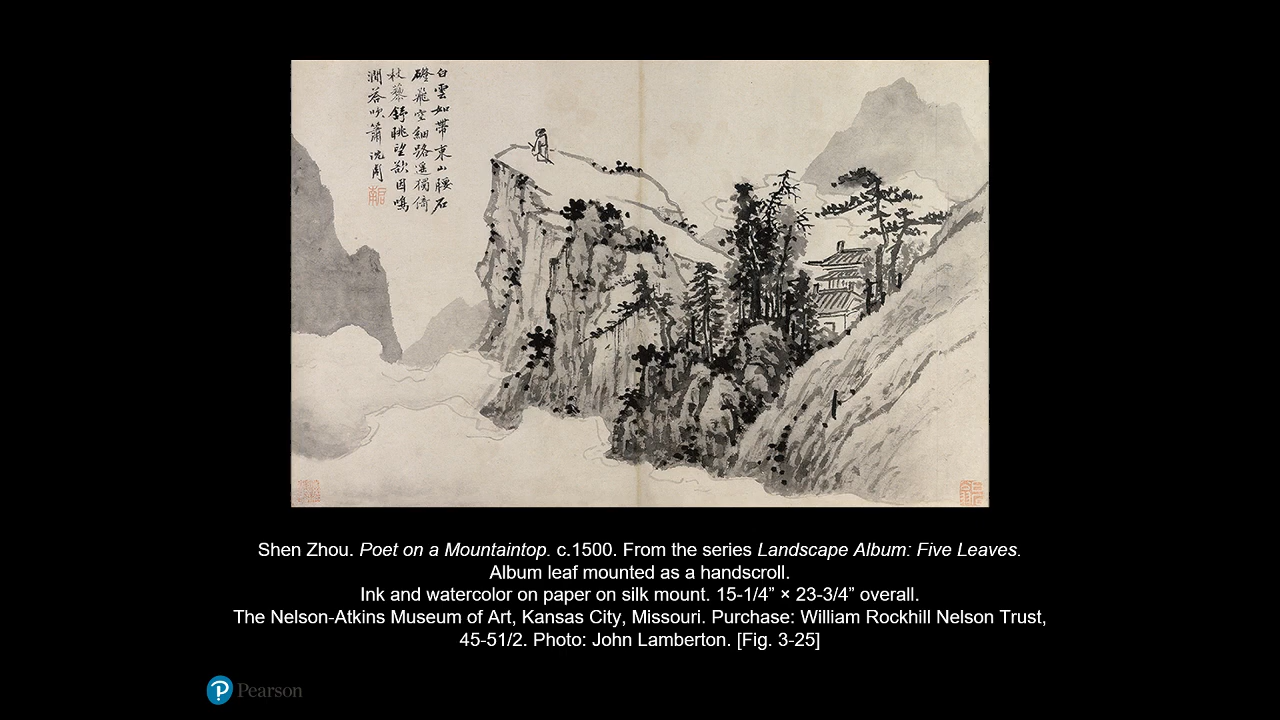 白雲如帶束山腰石
磴飛空細路遙獨倚
杖藜舒眺望欲因鳴
澗荅吹簫 沈周
Shen Zhou. Poet on a Mountaintop. c.1500. From the series Landscape Album: Five Leaves.
Album leaf mounted as a handscroll.
Ink and watercolor on paper on silk mount. 15-1/4” × 23-3/4” overall.
The Nelson-Atkins Museum of Art, Kansas City, Missouri. Purchase: William Rockhill Nelson Trust,
45-51/2. Photo: John Lamberton. [Fig. 3-25]
Pearson